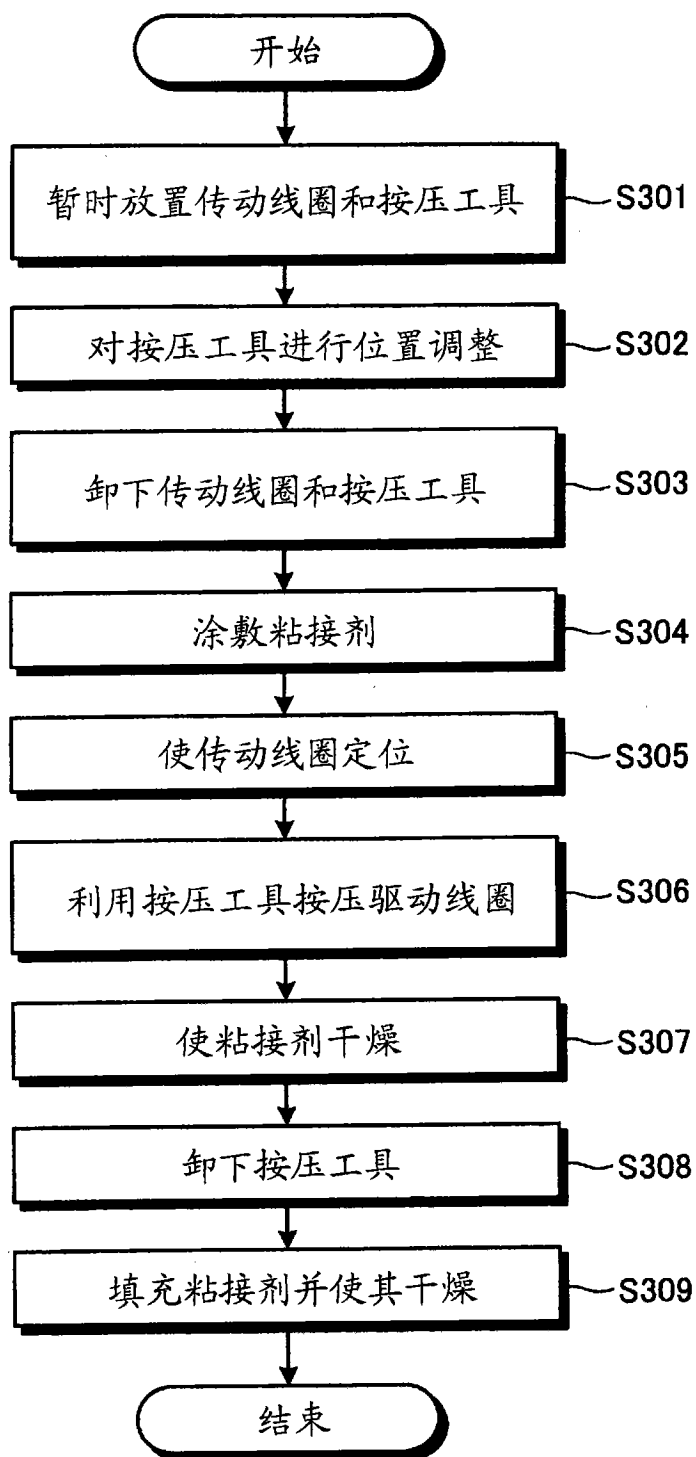 开始
暂时放置传动线圈和按压工具
S301
对按压工具进行位置调整
S302
卸下传动线圈和按压工具
S303
涂敷粘接剂
S304
使传动线圈定位
S305
利用按压工具按压驱动线圈
S306
使粘接剂干燥
S307
卸下按压工具
S308
填充粘接剂并使其干燥
S309
结束